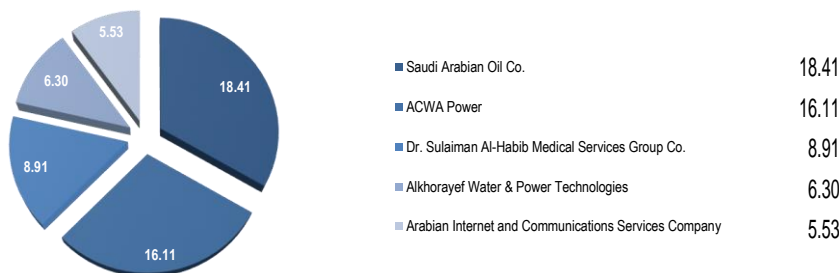 5.53
6.30
18.41
8.91
16.11
Saudi Arabian Oil Co. 18.41
ACWA Power 16.11
Dr. Sulaiman Al-Habib Medical Services Group Co. 8.91
Alkhorayef Water & Power Technologies 6.30
Arabian Internet and Communications Services Company 5.53